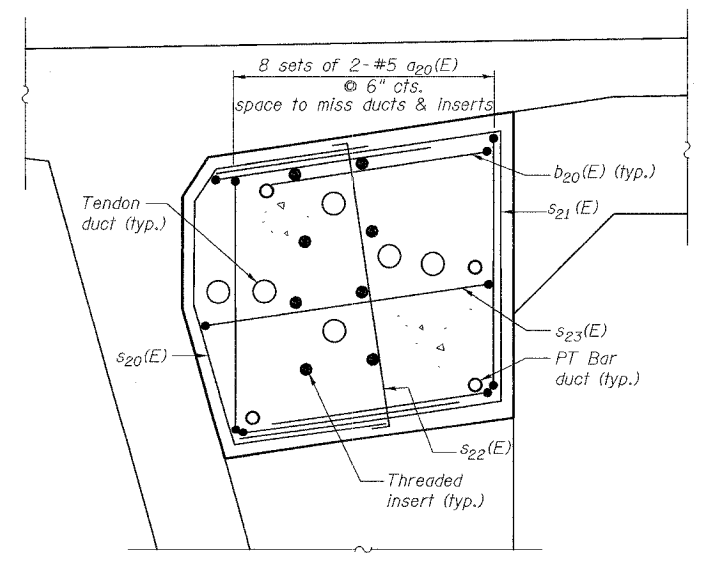 8 sets of 2-#5 a20(E)
@ 6" cts.
space to miss ducts & inserts
b20(E) (typ.)
Tendon
duct (typ.)
s21(E)
s23(E)
s20(E)
PT Bar
duct (typ.)
s22(E)
Threaded
insert (typ.)